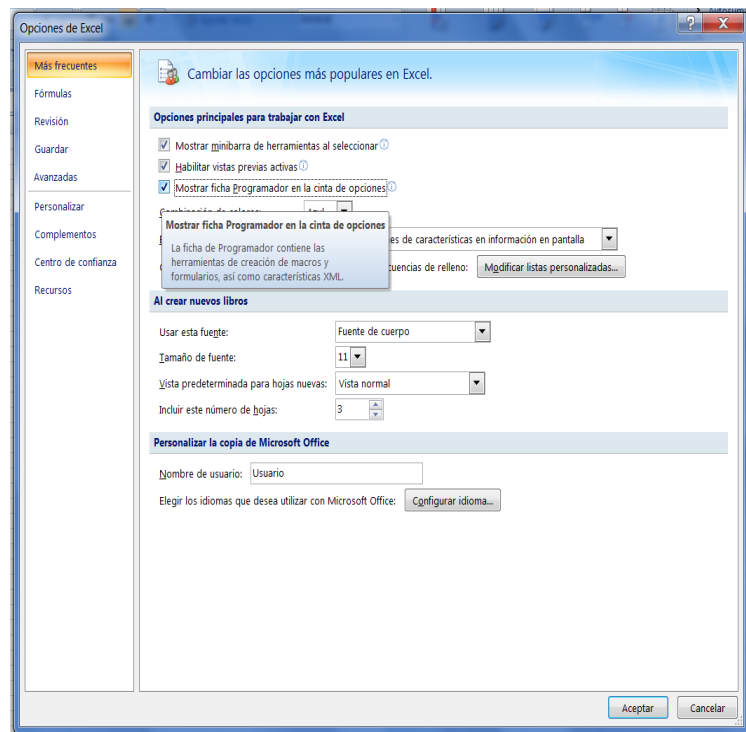 Opciones de Excel
Más frecuentes
Fórmulas
Revisión
Guardar
Avanzadas
Personalizar
Complementos
Centro de confianza
Recursos
Cambiar las opciones más populares en Excel.
Opciones principales para trabajar con Excel
Mostrar minibarra de herramientas al seleccionar
Habilitar vistas previas activas
Mostrar ficha Programador en la cinta de opciones
Mostrar ficha Programador en la cinta de opciones
La ficha de Programador contiene las
herramientas de creación de macros y
formularios, así como características XML.
es de características en información en pantalla
cuencias de relleno: Modificar listas personalizadas...
Al crear nuevos libros
Usar esta fuente: Fuente de cuerpo
Tamaño de fuente: 11
Vista predeterminada para hojas nuevas: Vista normal
Incluir este número de hojas: 3
Personalizar la copia de Microsoft Office
Nombre de usuario: Usuario
Elegir los idiomas que desea utilizar con Microsoft Office: Configurar idioma...
Aceptar Cancelar